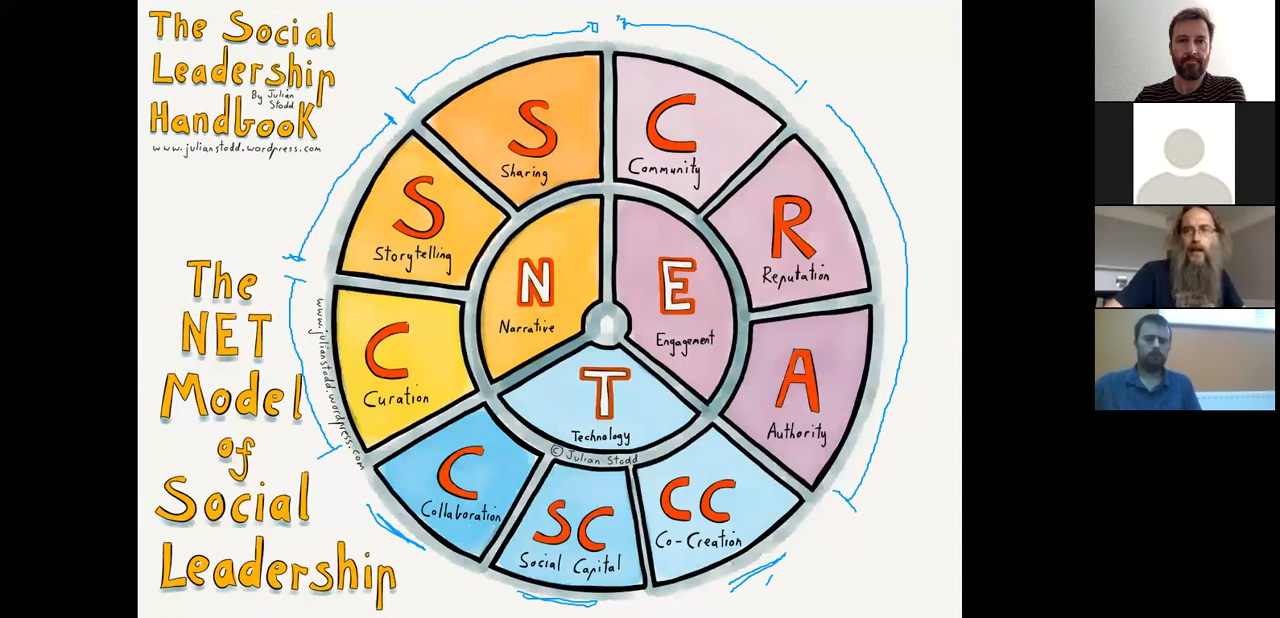 The Social
Leadership
By Julian
Stodd
Handbook
www.julianstodd.wordpress.com
The
NET
Model
of
Social
Leadership
S
Sharing
C
Community
S
Storytelling
R
Reputation
N
Narrative
E
Engagement
C
Curation
A
Authority
T
Technology
© Julian Stodd
C
Collaboration
SC
Social Capital
CC
Co-Creation
www.julianstodd.wordpress.com